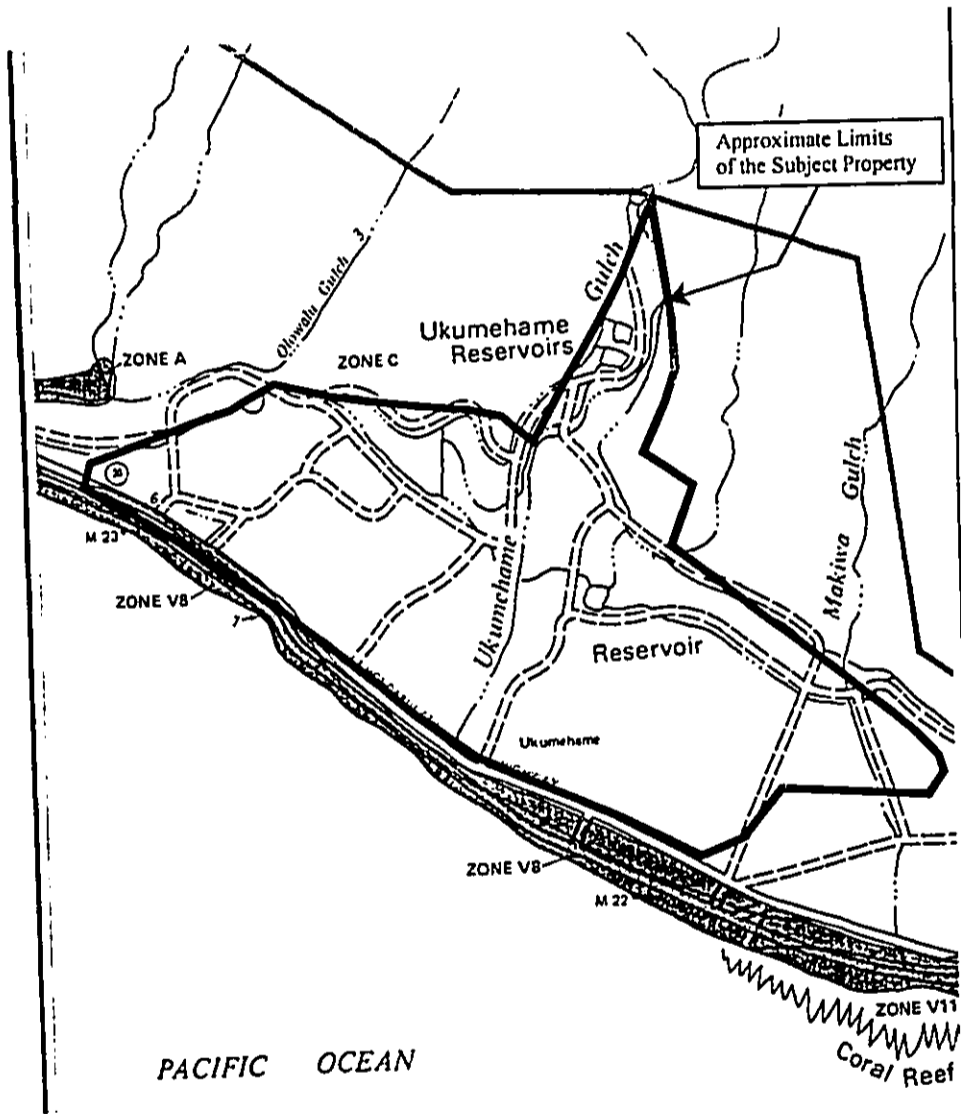 Approximate Limits
of the Subject Property
Olowalu Gulch 3
Gulch
Ukumehame
Reservoirs
ZONE A
ZONE C
M 23
6
ZONE V8
7
Ukumehame
Makiwa Gulch
Reservoir
Ukumehame
ZONE V8
M 22
ZONE V11
Coral Reef
PACIFIC OCEAN